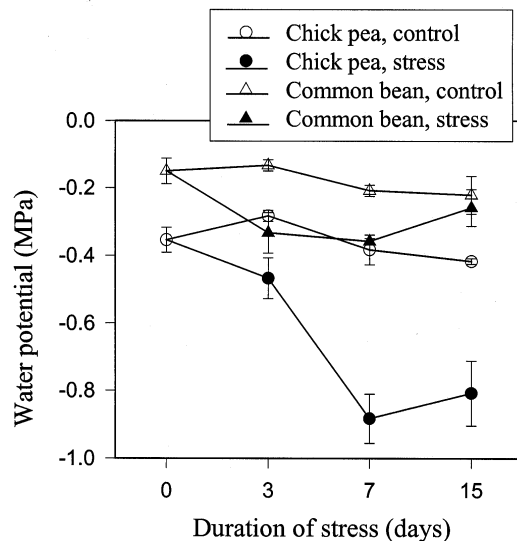 Chick pea, control
Chick pea, stress
Common bean, control
Common bean, stress
0.0
-0.2
-0.4
-0.6
-0.8
-1.0
Water potential (MPa)
0 3 7 15
Duration of stress (days)